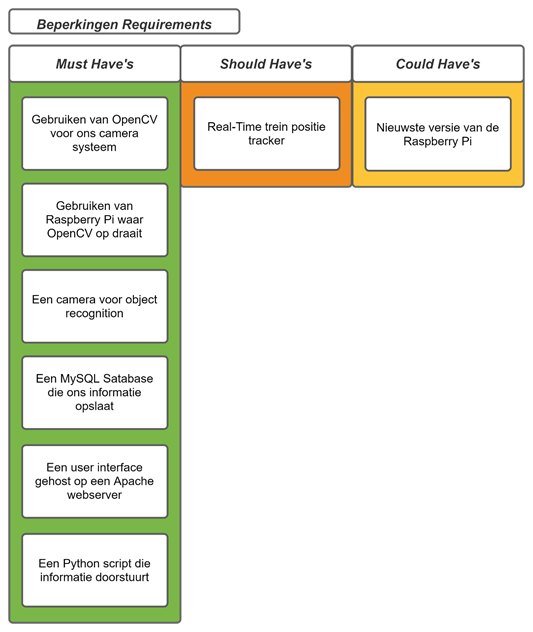 Beperkingen Requirements
Must Have's
Should Have's
Could Have's
Gebruiken van OpenCV
voor ons camera
systeem
Gebruiken van
Raspberry Pi waar
OpenCV op draait
Een camera voor object
recognition
Een MySQL Satabase
die ons informatie
opslaat
Een user interface
gehost op een Apache
webserver
Een Python script die
informatie doorstuurt
Real-Time trein positie
tracker
Nieuwste versie van de
Raspberry Pi